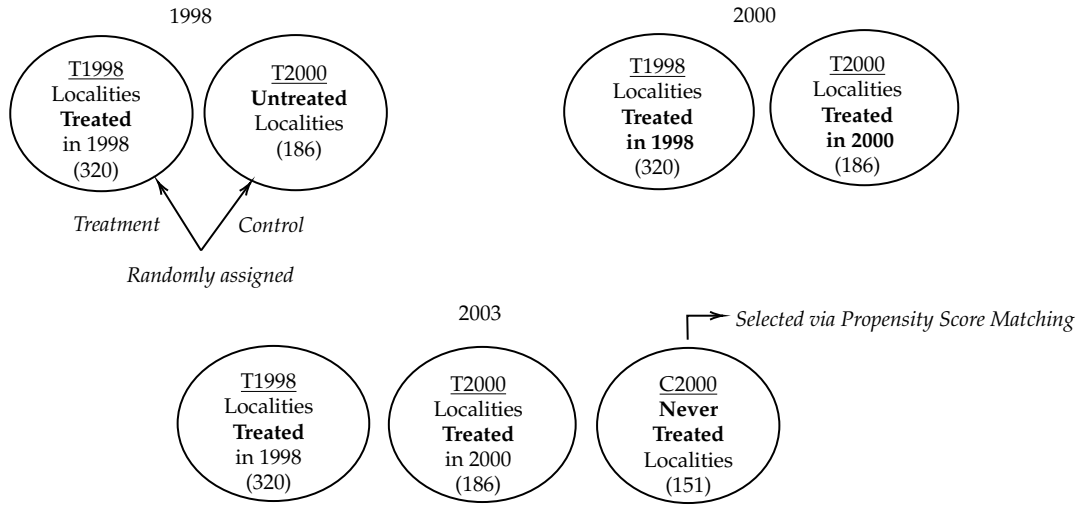 1998
T1998
Localities
Treated
in 1998
(320)
T2000
Untreated
Localities
(186)
Treatment
Control
Randomly assigned
2000
T1998
Localities
Treated
in 1998
(320)
T2000
Localities
Treated
in 2000
(186)
2003
Selected via Propensity Score Matching
T1998
Localities
Treated
in 1998
(320)
T2000
Localities
Treated
in 2000
(186)
C2000
Never
Treated
Localities
(151)